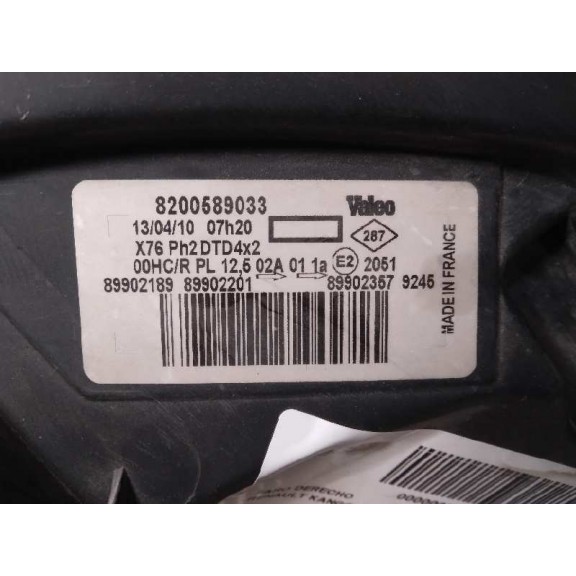 8200589033 Valeo
13/04/10 07h20
287
X76 Ph2 DTD4x2
00HC/R PL 12,5 02A 01 1a E2 2051
89902189 89902201 89902357 9245
MADE IN FRANCE
DERECHO